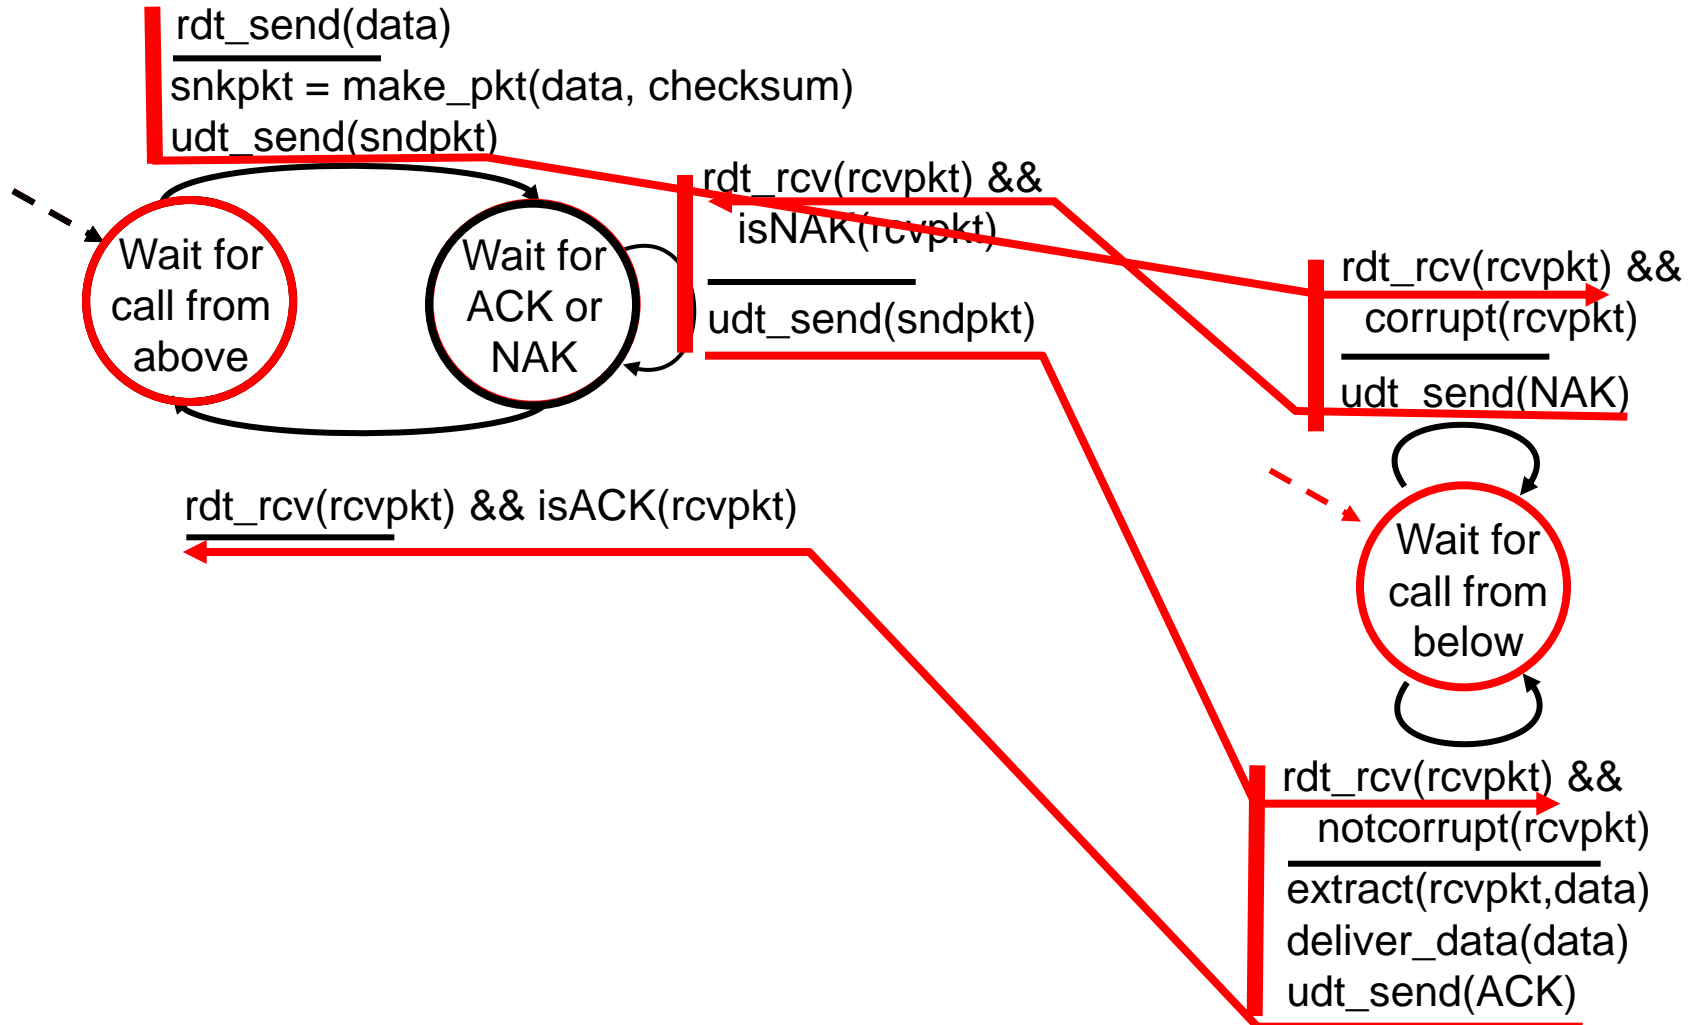 rdt_send(data)
snkpkt = make_pkt(data, checksum)
udt_send(sndpkt)
rdt_rcv(rcvpkt) &&
isNAK(rcvpkt)
udt_send(sndpkt)
Wait for
call from
above
Wait for
ACK or
NAK
rdt_rcv(rcvpkt) && isACK(rcvpkt)
rdt_rcv(rcvpkt) &&
corrupt(rcvpkt)
udt_send(NAK)
Wait for
call from
below
rdt_rcv(rcvpkt) &&
notcorrupt(rcvpkt)
extract(rcvpkt,data)
deliver_data(data)
udt_send(ACK)